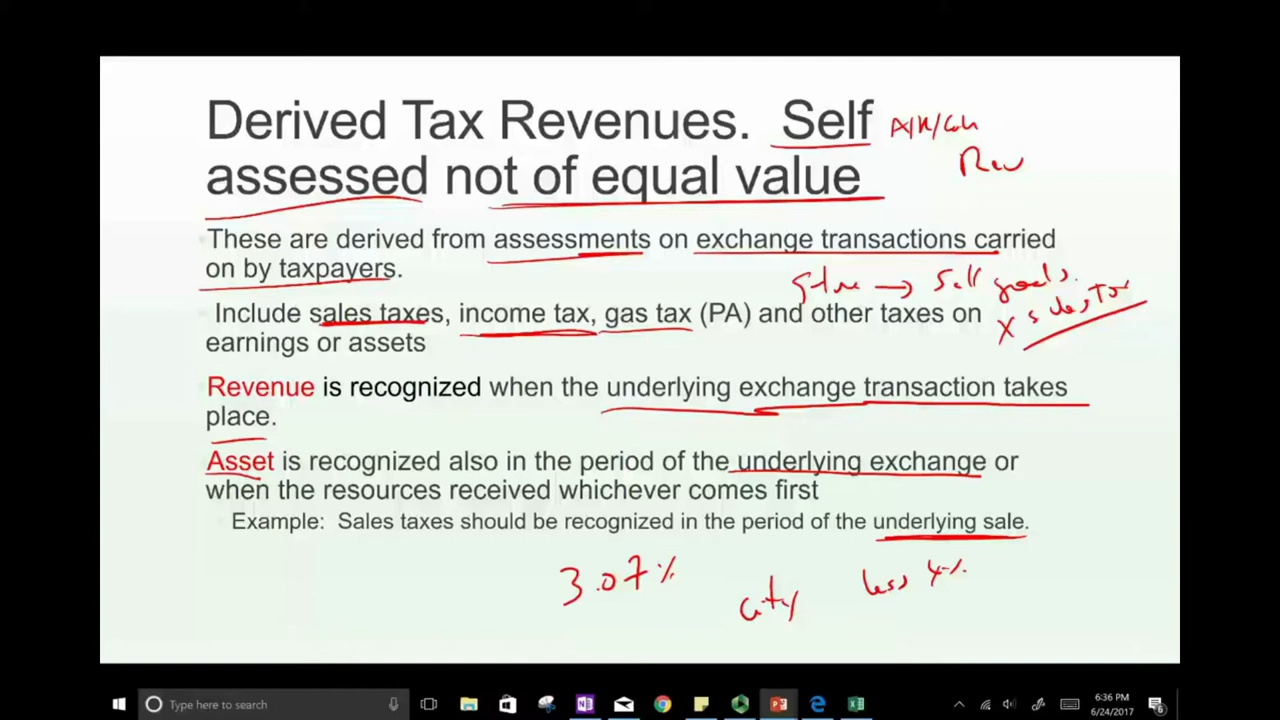 Derived Tax Revenues. Self
assessed not of equal value
Rev
These are derived from assessments on exchange transactions carried
on by taxpayers.
→ Sell goods.
Include sales taxes, income tax, gas tax (PA) and other taxes on
earnings or assets
sales Tax
Revenue is recognized when the underlying exchange transaction takes
place.
Asset is recognized also in the period of the underlying exchange or
when the resources received whichever comes first
Example: Sales taxes should be recognized in the period of the underlying sale.
3.07%
city
less
Type here to search
6:36 PM
6/24/2017
6